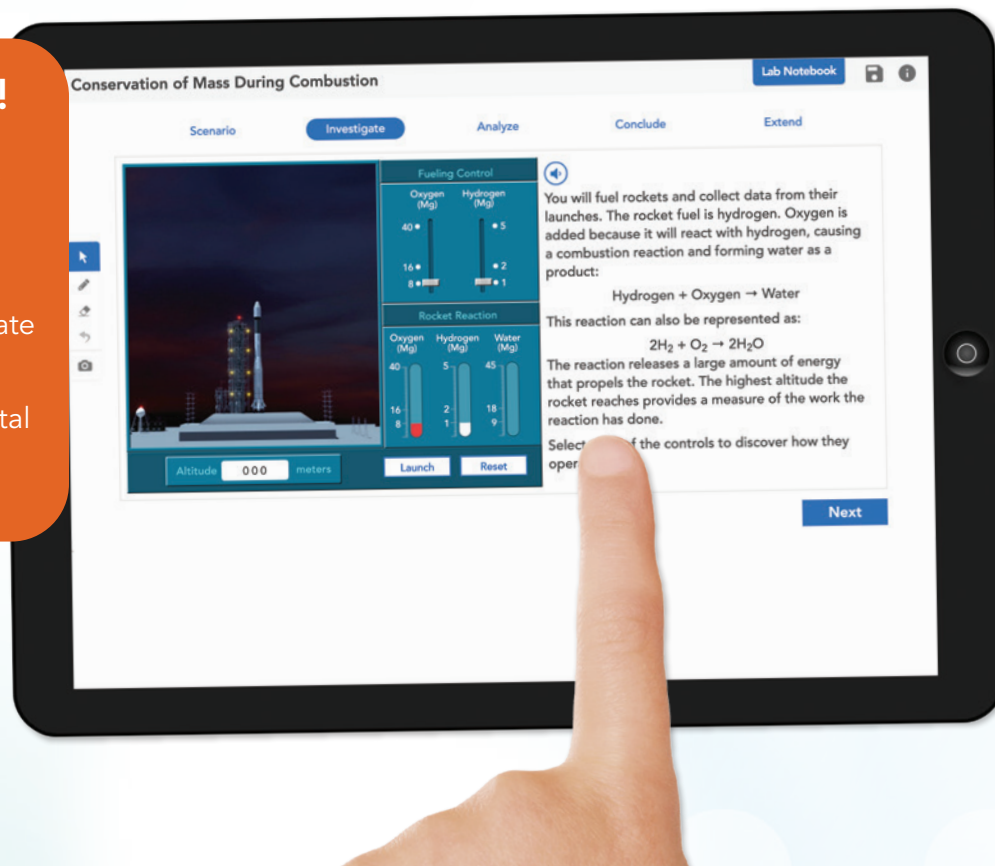 !
ate
tal
Conservation of Mass During Combustion
Lab Notebook
Scenario
Investigate
Analyze
Conclude
Extend
Fueling Control
Oxygen (Mg)
Hydrogen (Mg)
40
5
16
2
8
1
Rocket Reaction
Oxygen (Mg)
Hydrogen (Mg)
Water (Mg)
40
5
45
16
2
18
8
1
9
Altitude 000 meters
Launch
Reset
You will fuel rockets and collect data from their
launches. The rocket fuel is hydrogen. Oxygen is
added because it will react with hydrogen, causing
a combustion reaction and forming water as a
product:
Hydrogen + Oxygen → Water
This reaction can also be represented as:
2H₂ + O₂ → 2H₂O
The reaction releases a large amount of energy
that propels the rocket. The highest altitude the
rocket reaches provides a measure of the work the
reaction has done.
Select of the controls to discover how they
Next